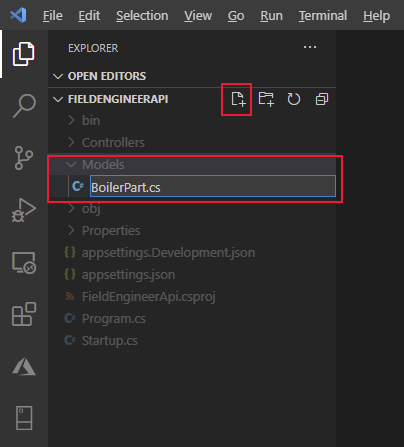 File Edit Selection View Go Run Terminal Help
EXPLORER
OPEN EDITORS
FIELDENGINEERAPI
bin
Controllers
Models
BoilerPart.cs
obj
Properties
{} appsettings.Development.json
{} appsettings.json
FieldEngineerApi.csproj
C# Program.cs
C# Startup.cs